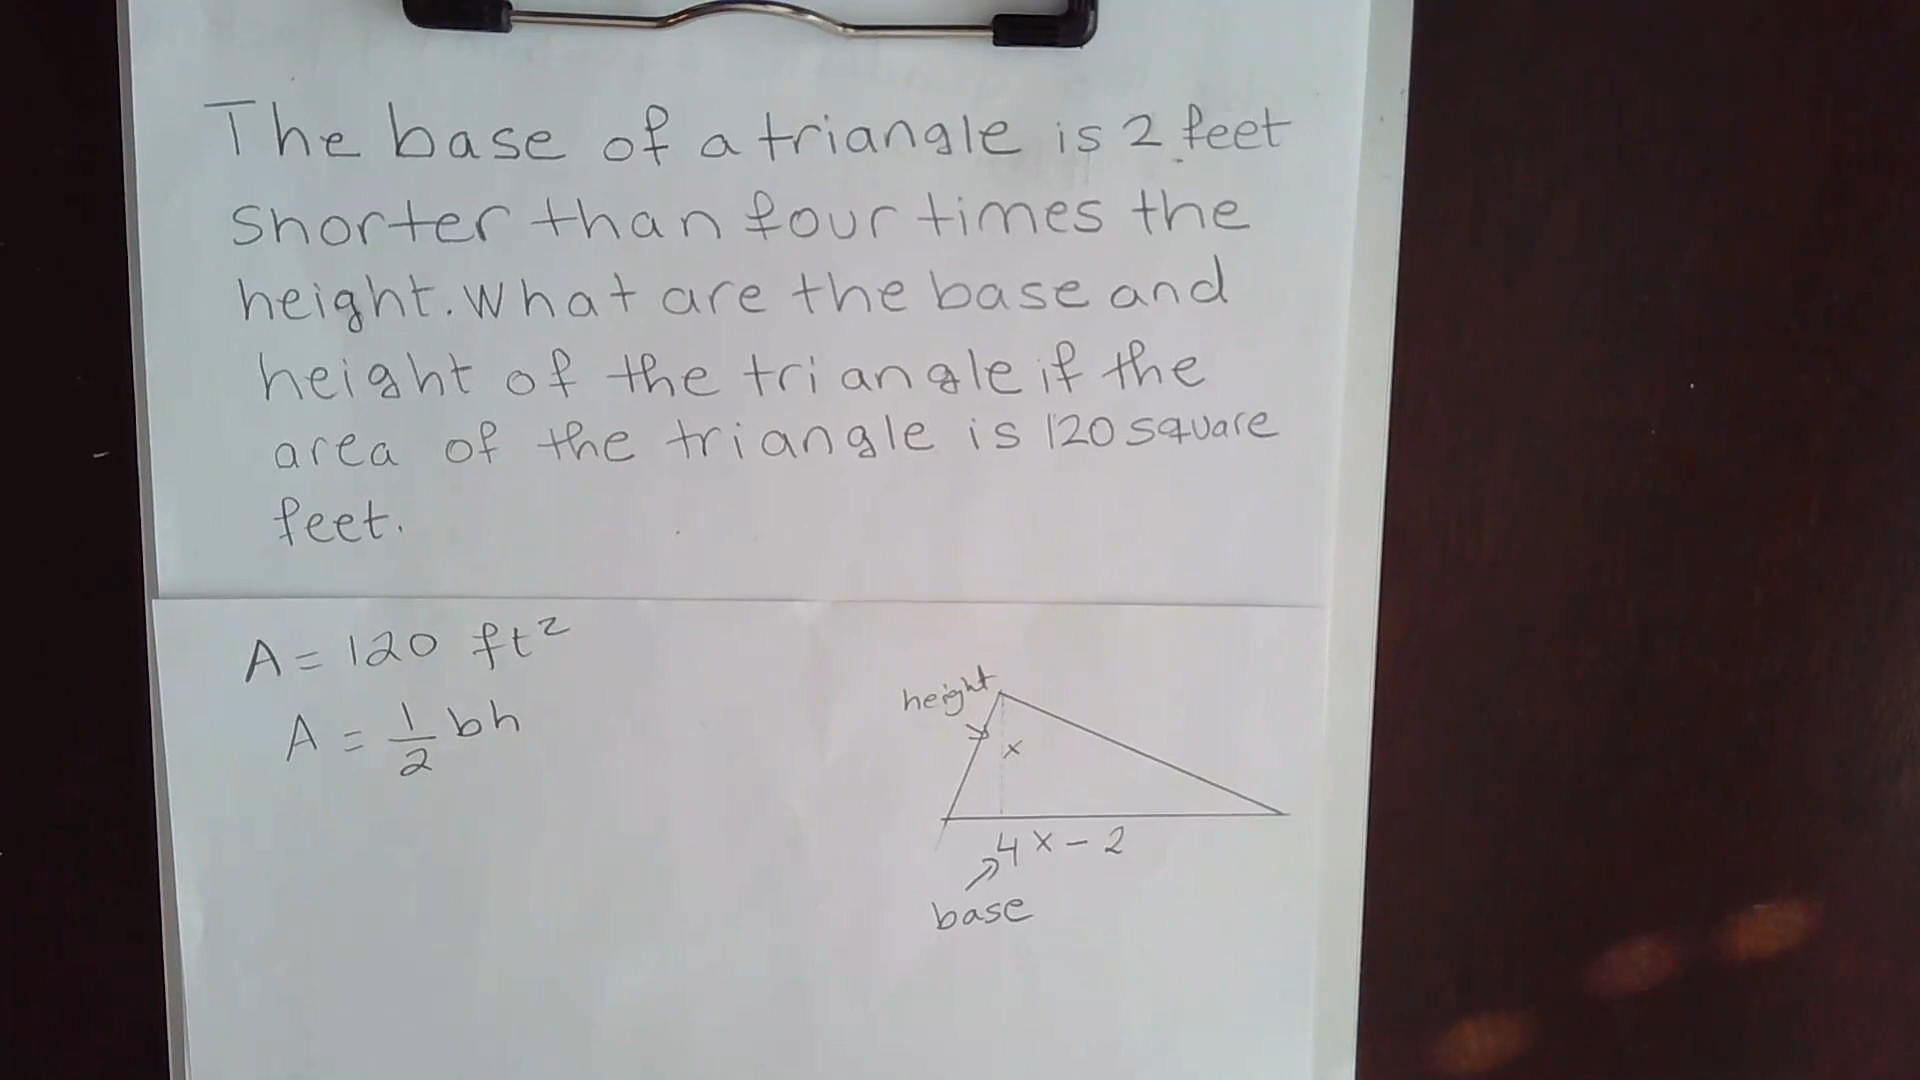 The base of a triangle is 2 feet
shorter than four times the
height. What are the base and
height of the triangle if the
area of the triangle is 120 square
feet.
A = 120 ft²
A = 1/2 bh
height
x
4x - 2
base